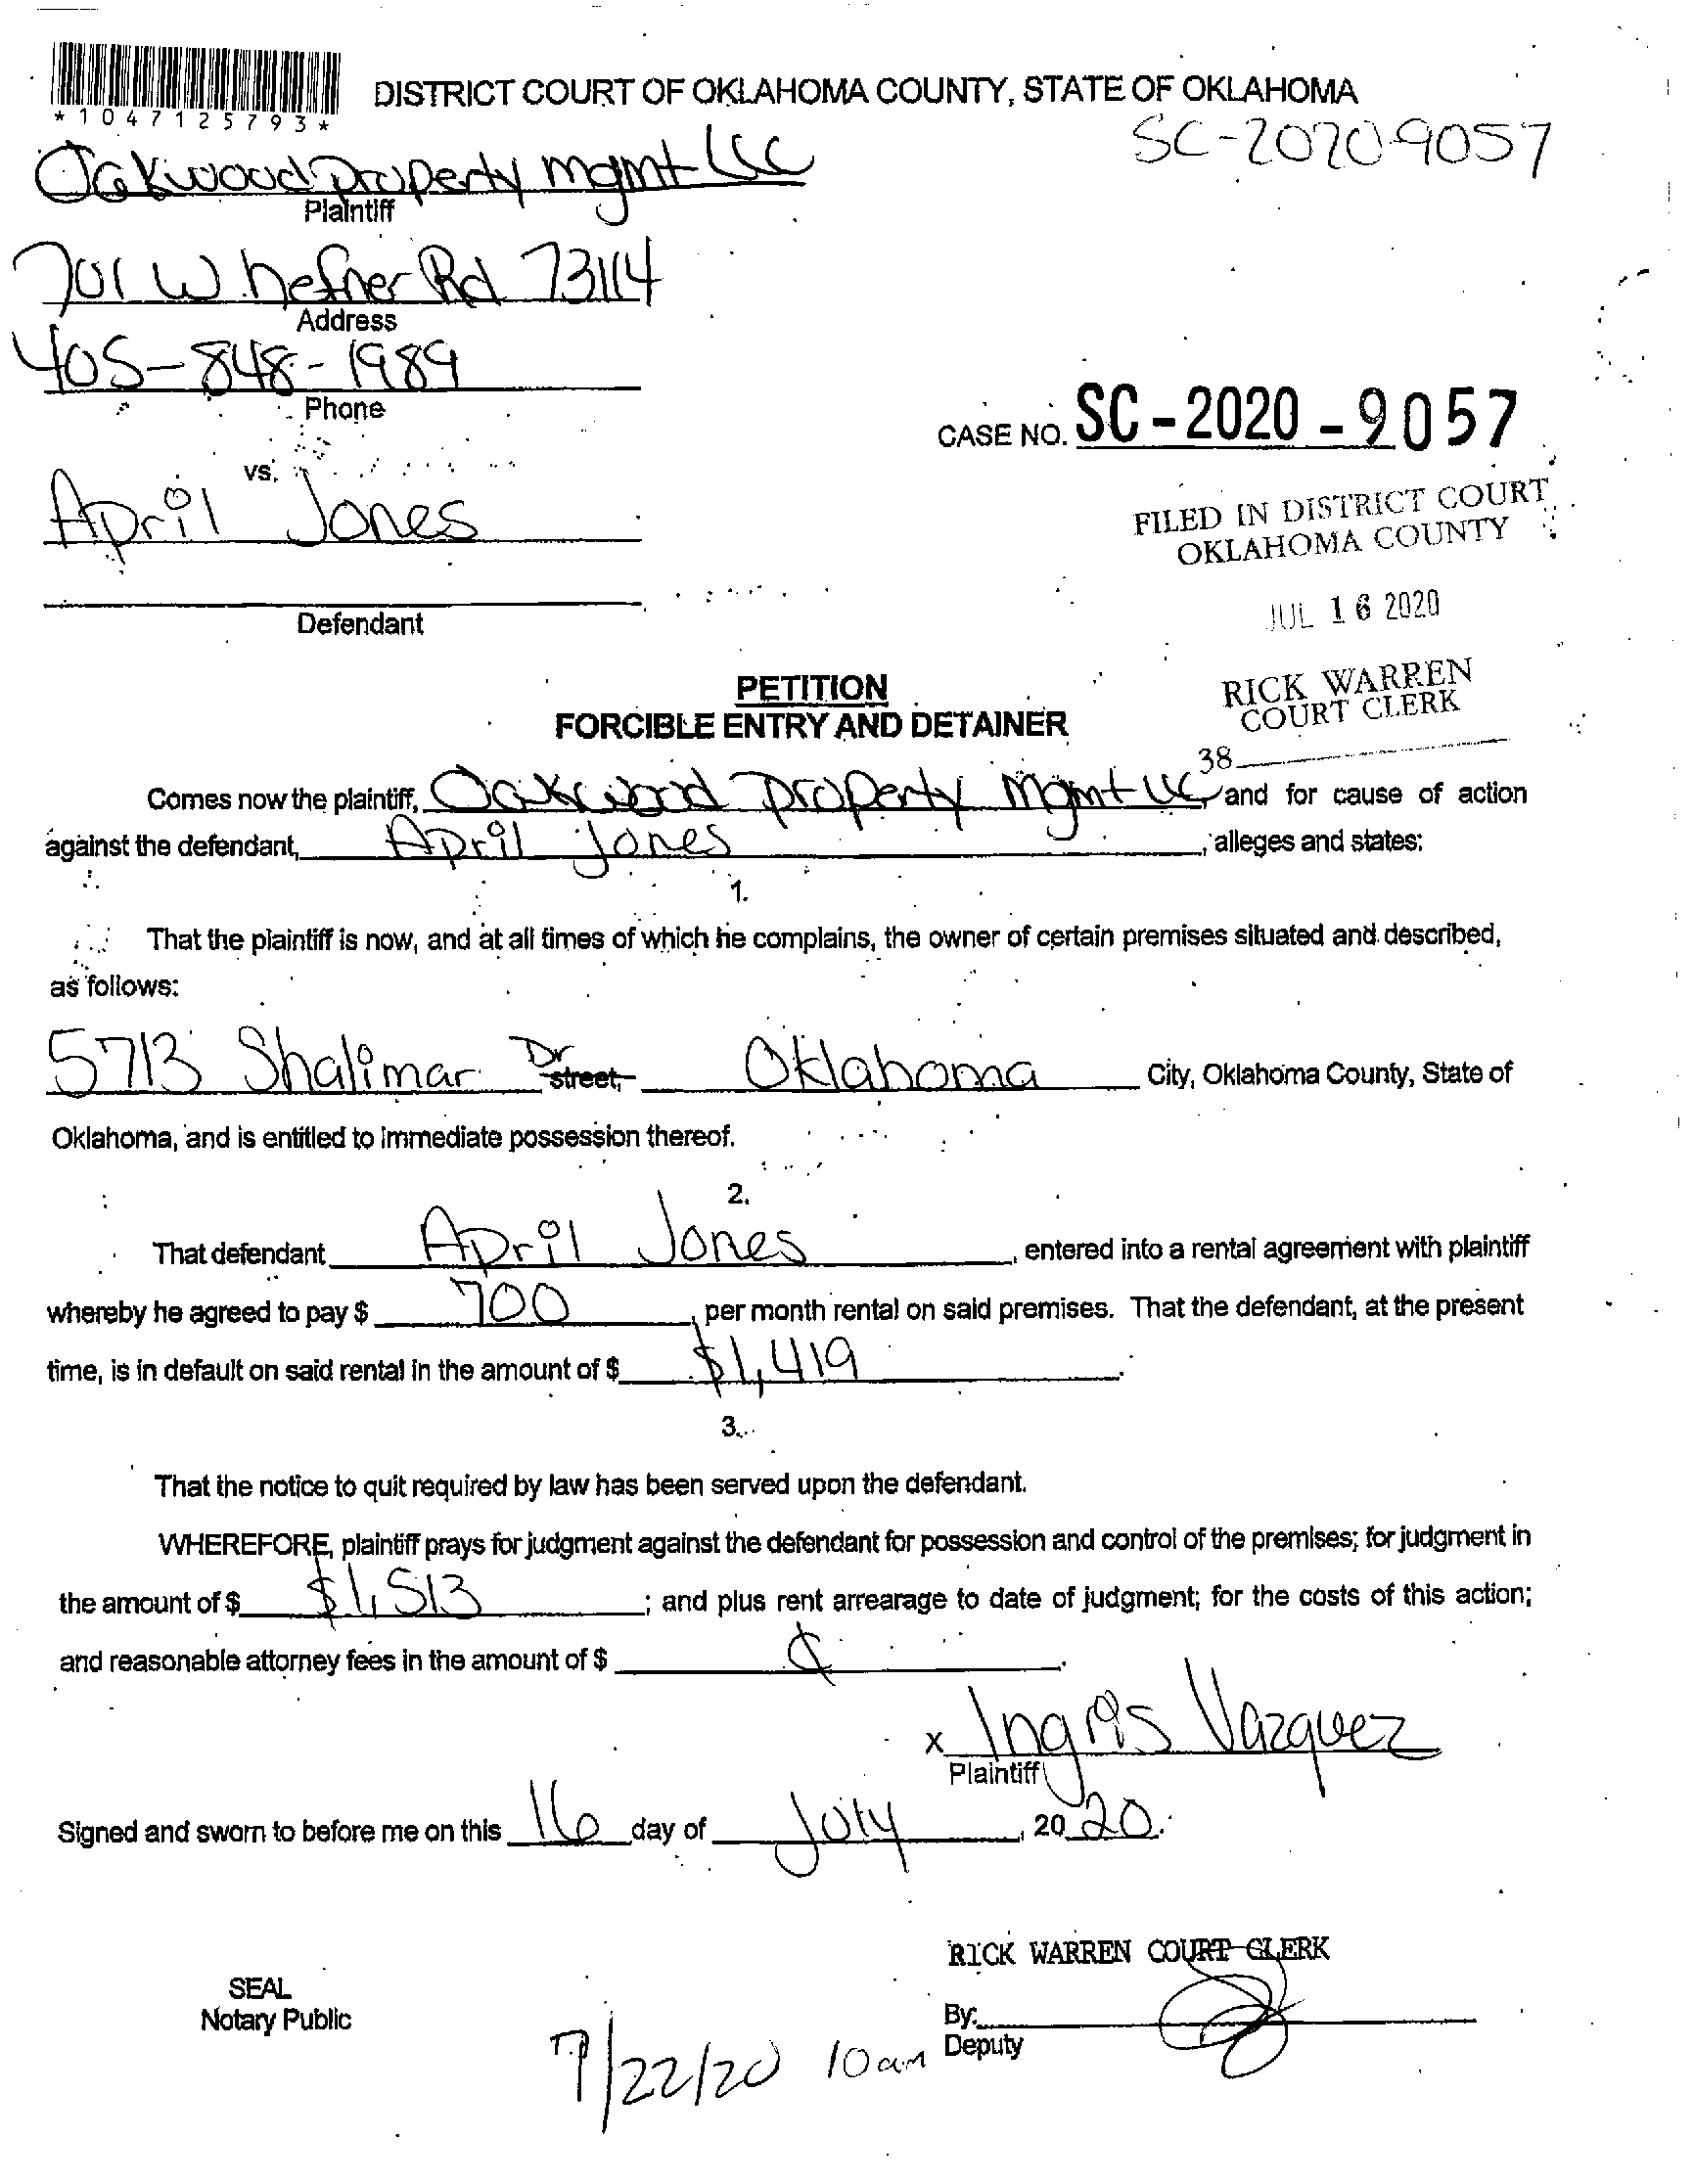 DISTRICT COURT OF OKLAHOMA COUNTY, STATE OF OKLAHOMA
*1047125793*
SC-2020-9057
Oakwood Property mgmt LLC
Plaintiff
701 W hefner Rd 73114
Address
405-848-1989
Phone
CASE NO. SC-2020-9057
vs.
April Jones
Defendant
FILED IN DISTRICT COURT
OKLAHOMA COUNTY
JUL 16 2020
RICK WARREN
COURT CLERK
38
PETITION
FORCIBLE ENTRY AND DETAINER
Comes now the plaintiff, Oakwood Property Mgmt LLC, and for cause of action
against the defendant, April Jones, alleges and states:
1.
That the plaintiff is now, and at all times of which he complains, the owner of certain premises situated and described,
as follows:
5713 Shalimar Dr street, Oklahoma City, Oklahoma County, State of
Oklahoma, and is entitled to immediate possession thereof.
2.
That defendant April Jones, entered into a rental agreement with plaintiff
whereby he agreed to pay $ 700, per month rental on said premises. That the defendant, at the present
time, is in default on said rental in the amount of $ $1,419.
3.
That the notice to quit required by law has been served upon the defendant.
WHEREFORE, plaintiff prays for judgment against the defendant for possession and control of the premises; for judgment in
the amount of $ $1,513; and plus rent arrearage to date of judgment; for the costs of this action;
and reasonable attorney fees in the amount of $
x Ingris Vazquez
Plaintiff
Signed and sworn to before me on this 16 day of July, 2020.
RICK WARREN COURT CLERK
SEAL
Notary Public
By:
Deputy
7/22/20 10am